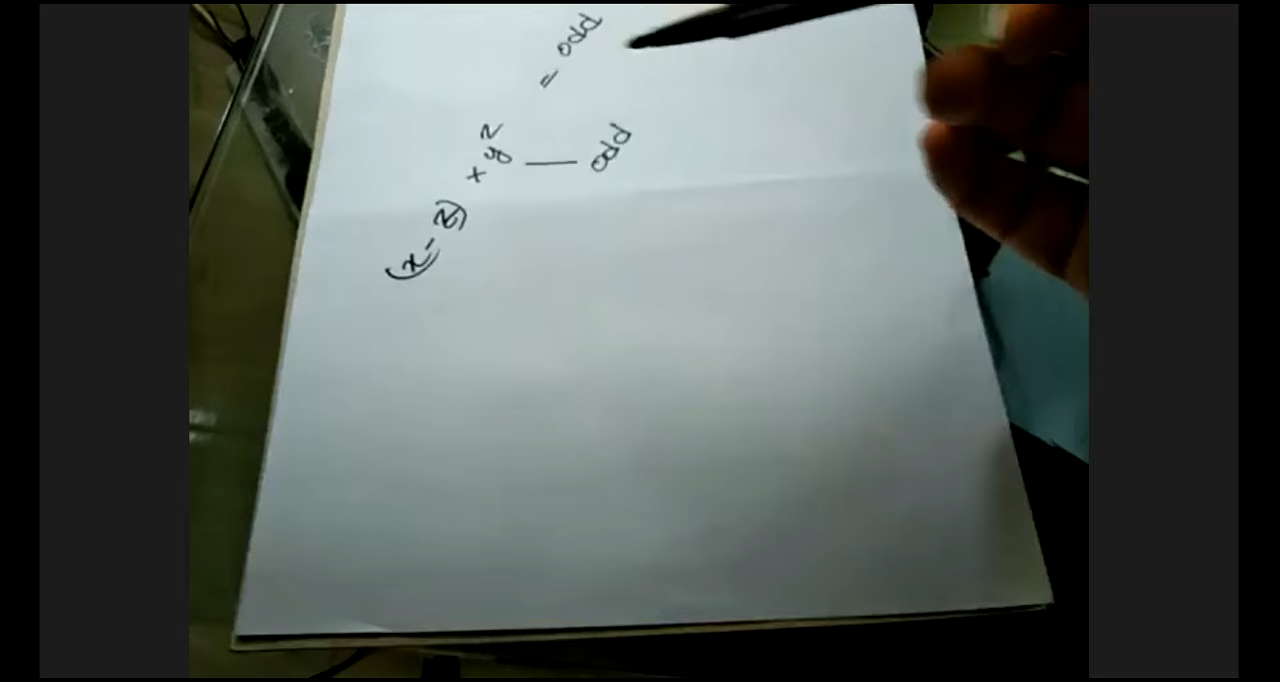 (x - z) × y² = odd
— odd